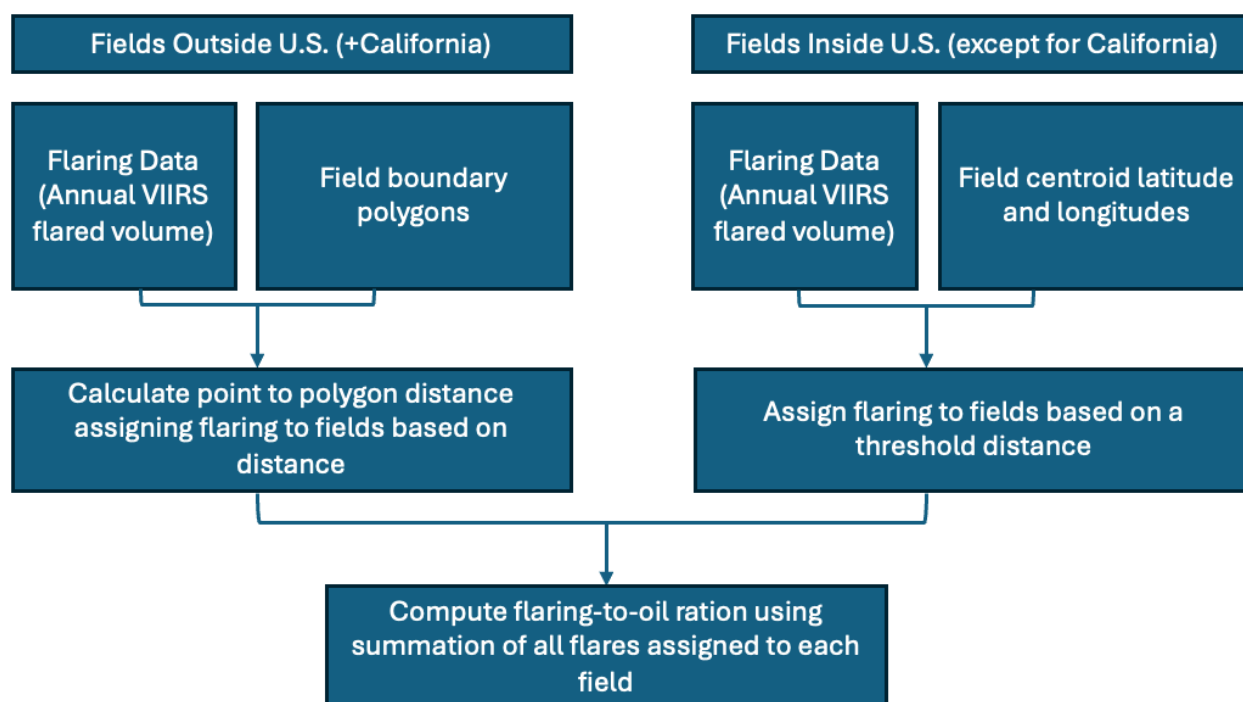 Fields Outside U.S. (+California)
Fields Inside U.S. (except for California)
Flaring Data
(Annual VIIRS
flared volume)
Field boundary
polygons
Flaring Data
(Annual VIIRS
flared volume)
Field centroid latitude
and longitudes
Calculate point to polygon distance
assigning flaring to fields based on
distance
Assign flaring to fields based on a
threshold distance
Compute flaring-to-oil ration using
summation of all flares assigned to each
field